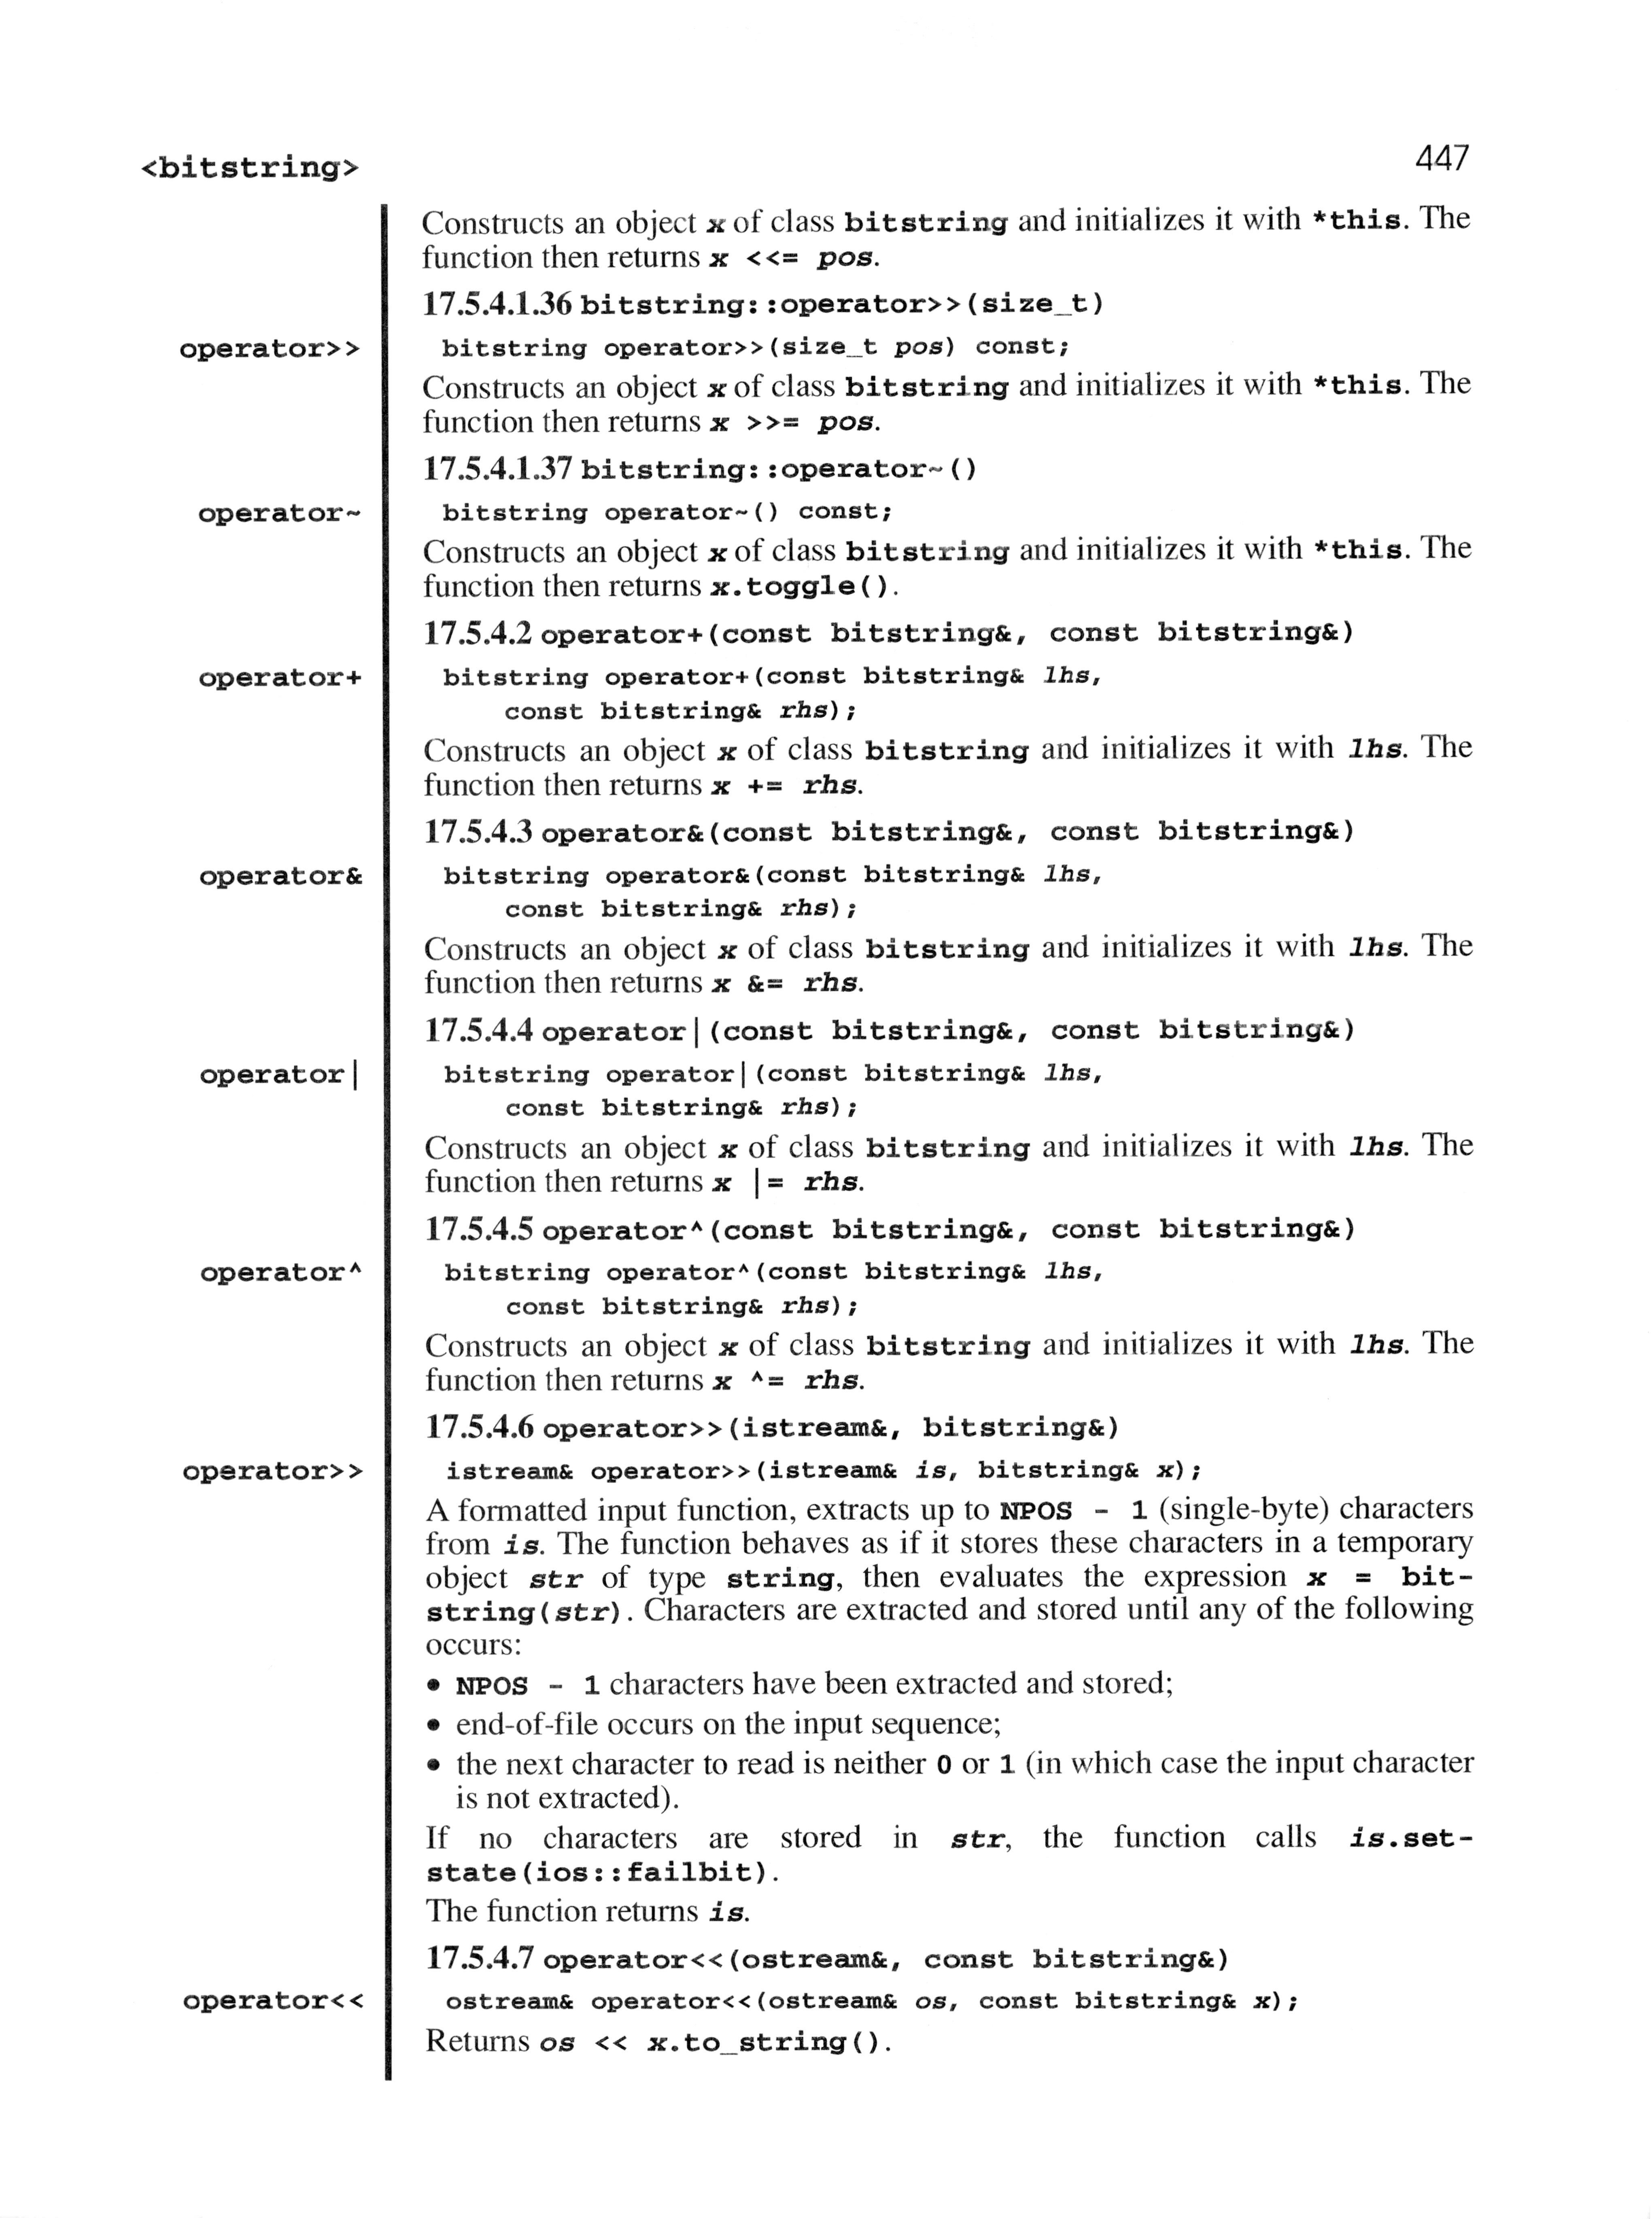 <bitstring>
447
Constructs an object x of class bitstring and initializes it with *this. The
function then returns x <<= pos.
17.5.4.1.36 bitstring::operator>>(size_t)
operator>>
bitstring operator>>(size_t pos) const;
Constructs an object x of class bitstring and initializes it with *this. The
function then returns x >>= pos.
17.5.4.1.37 bitstring::operator~()
operator~
bitstring operator~() const;
Constructs an object x of class bitstring and initializes it with *this. The
function then returns x.toggle().
17.5.4.2 operator+(const bitstring&, const bitstring&)
operator+
bitstring operator+(const bitstring& lhs,
const bitstring& rhs);
Constructs an object x of class bitstring and initializes it with lhs. The
function then returns x += rhs.
17.5.4.3 operator&(const bitstring&, const bitstring&)
operator&
bitstring operator&(const bitstring& lhs,
const bitstring& rhs);
Constructs an object x of class bitstring and initializes it with lhs. The
function then returns x &= rhs.
17.5.4.4 operator|(const bitstring&, const bitstring&)
operator|
bitstring operator|(const bitstring& lhs,
const bitstring& rhs);
Constructs an object x of class bitstring and initializes it with lhs. The
function then returns x |= rhs.
17.5.4.5 operator^(const bitstring&, const bitstring&)
operator^
bitstring operator^(const bitstring& lhs,
const bitstring& rhs);
Constructs an object x of class bitstring and initializes it with lhs. The
function then returns x ^= rhs.
17.5.4.6 operator>>(istream&, bitstring&)
operator>>
istream& operator>>(istream& is, bitstring& x);
A formatted input function, extracts up to NPOS - 1 (single-byte) characters
from is. The function behaves as if it stores these characters in a temporary
object str of type string, then evaluates the expression x = bit-
string(str). Characters are extracted and stored until any of the following
occurs:
• NPOS - 1 characters have been extracted and stored;
• end-of-file occurs on the input sequence;
• the next character to read is neither 0 or 1 (in which case the input character
is not extracted).
If no characters are stored in str, the function calls is.set-
state(ios::failbit).
The function returns is.
17.5.4.7 operator<<(ostream&, const bitstring&)
operator<<
ostream& operator<<(ostream& os, const bitstring& x);
Returns os << x.to_string().